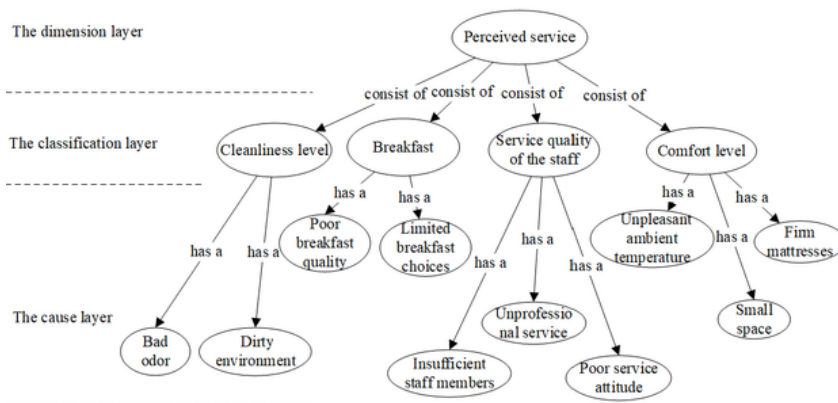 The dimension layer
Perceived service
consist of
consist of
consist of
consist of
The classification layer
Cleanliness level
Breakfast
Service quality
of the staff
Comfort level
has a
has a
has a
has a
Poor
breakfast
quality
Limited
breakfast
choices
Unpleasant
ambient
temperature
Firm
mattresses
has a
has a
has a
has a
has a
has a
The cause layer
Bad
odor
Dirty
environment
Unprofessio
nal service
Small
space
Insufficient
staff members
Poor service
attitude